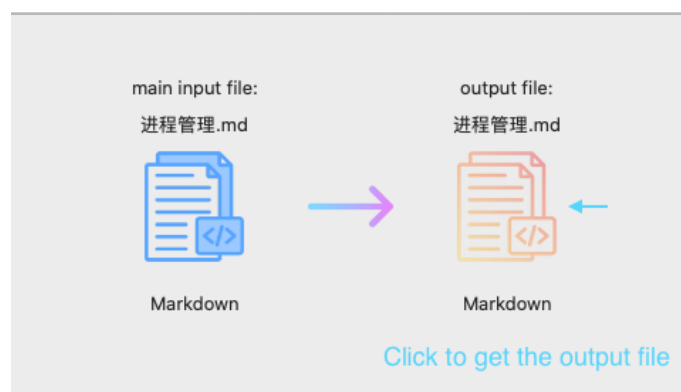 main input file:
进程管理.md
</>
Markdown
output file:
进程管理.md
</>
Markdown
Click to get the output file